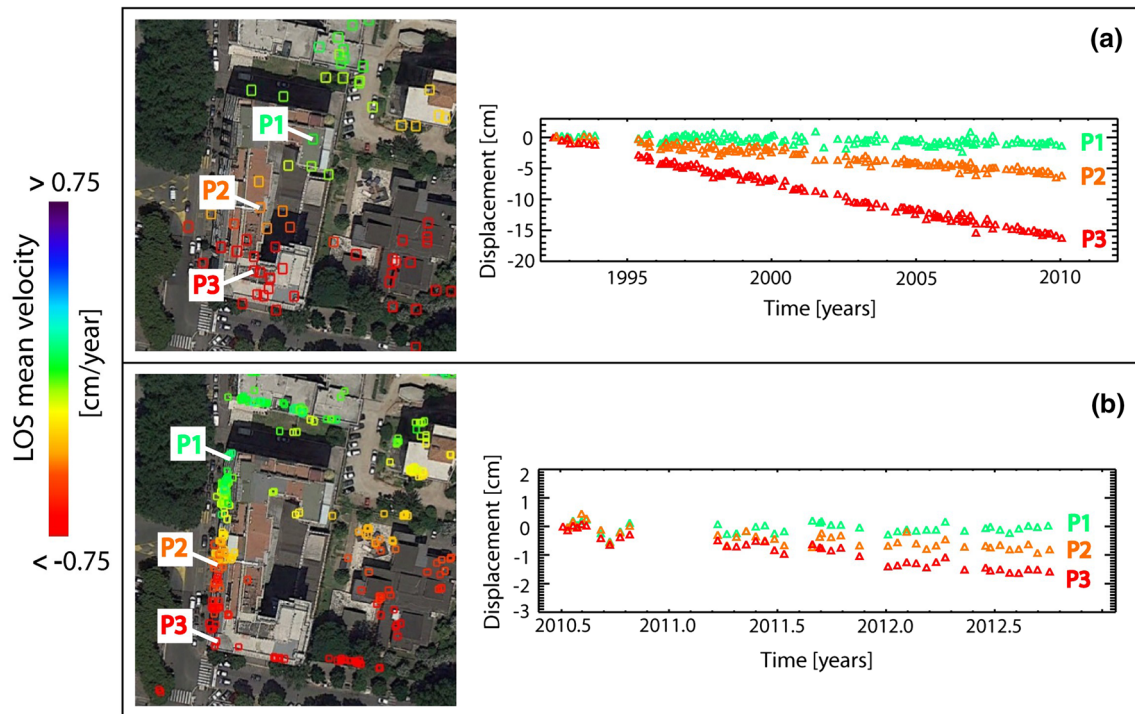 > 0.75
LOS mean velocity
[cm/year]
< -0.75
(a)
P1
P2
P3
Displacement [cm]
0
-5
-10
-15
-20
1995
2000
2005
2010
Time [years]
P1
P2
P3
(b)
P1
P2
P3
Displacement [cm]
2
1
0
-1
-2
-3
2010.5
2011.0
2011.5
2012.0
2012.5
Time [years]
P1
P2
P3